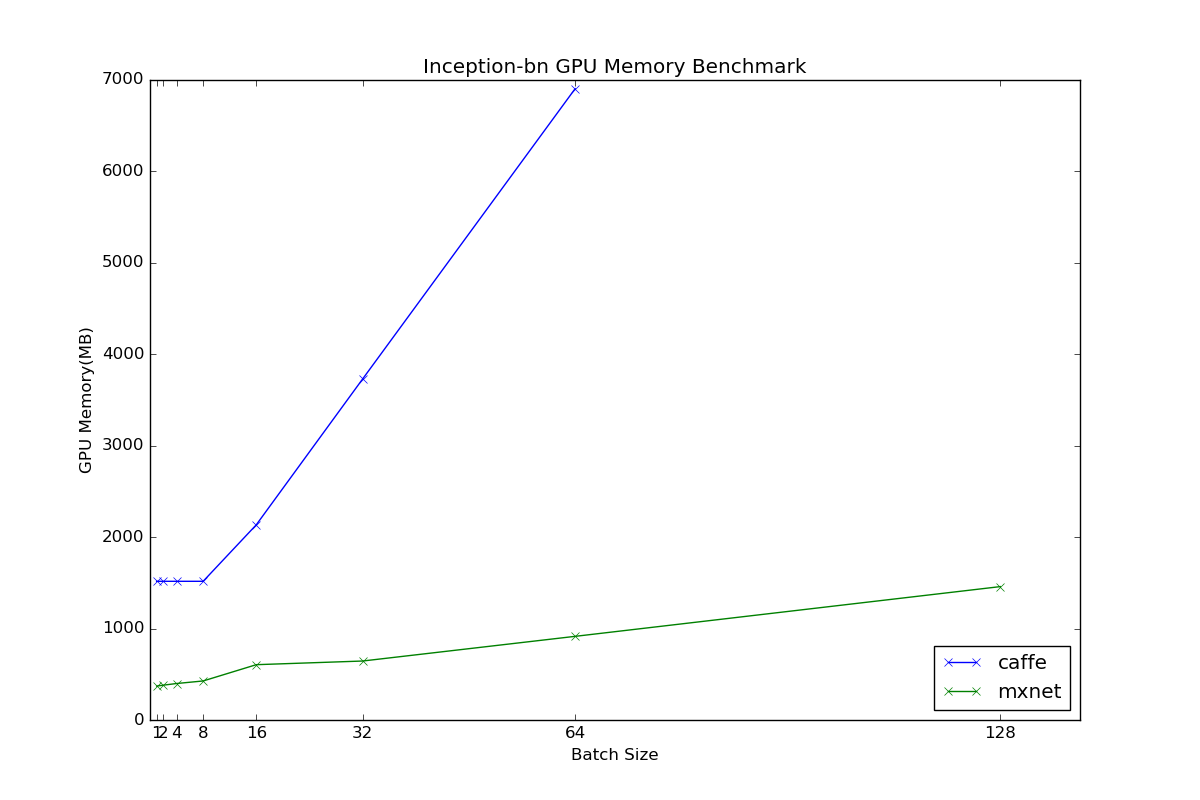 Inception-bn GPU Memory Benchmark
7000
6000
5000
4000
3000
2000
1000
0
GPU Memory(MB)
1 2 4 8 16 32 64 128
Batch Size
caffe
mxnet